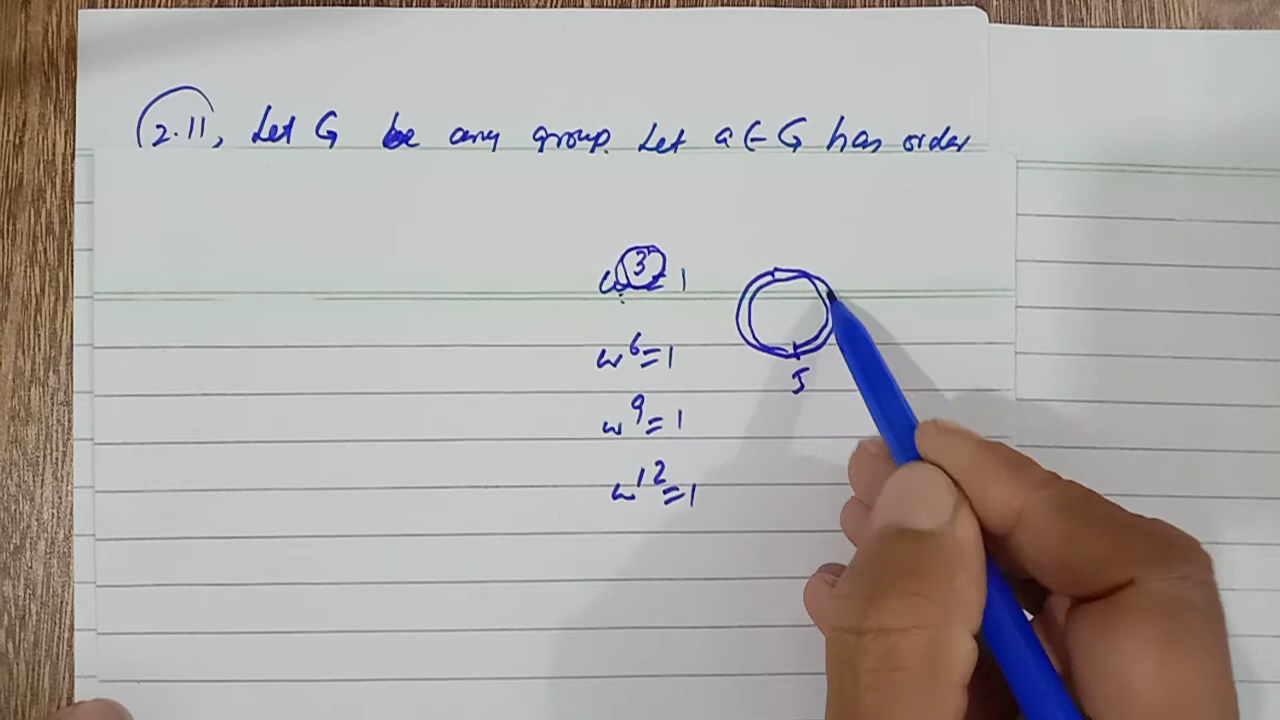 2.11, Let G be any group. Let a ∈ G has order
ω³ = 1
ω⁶ = 1
5
ω⁹ = 1
ω¹² = 1